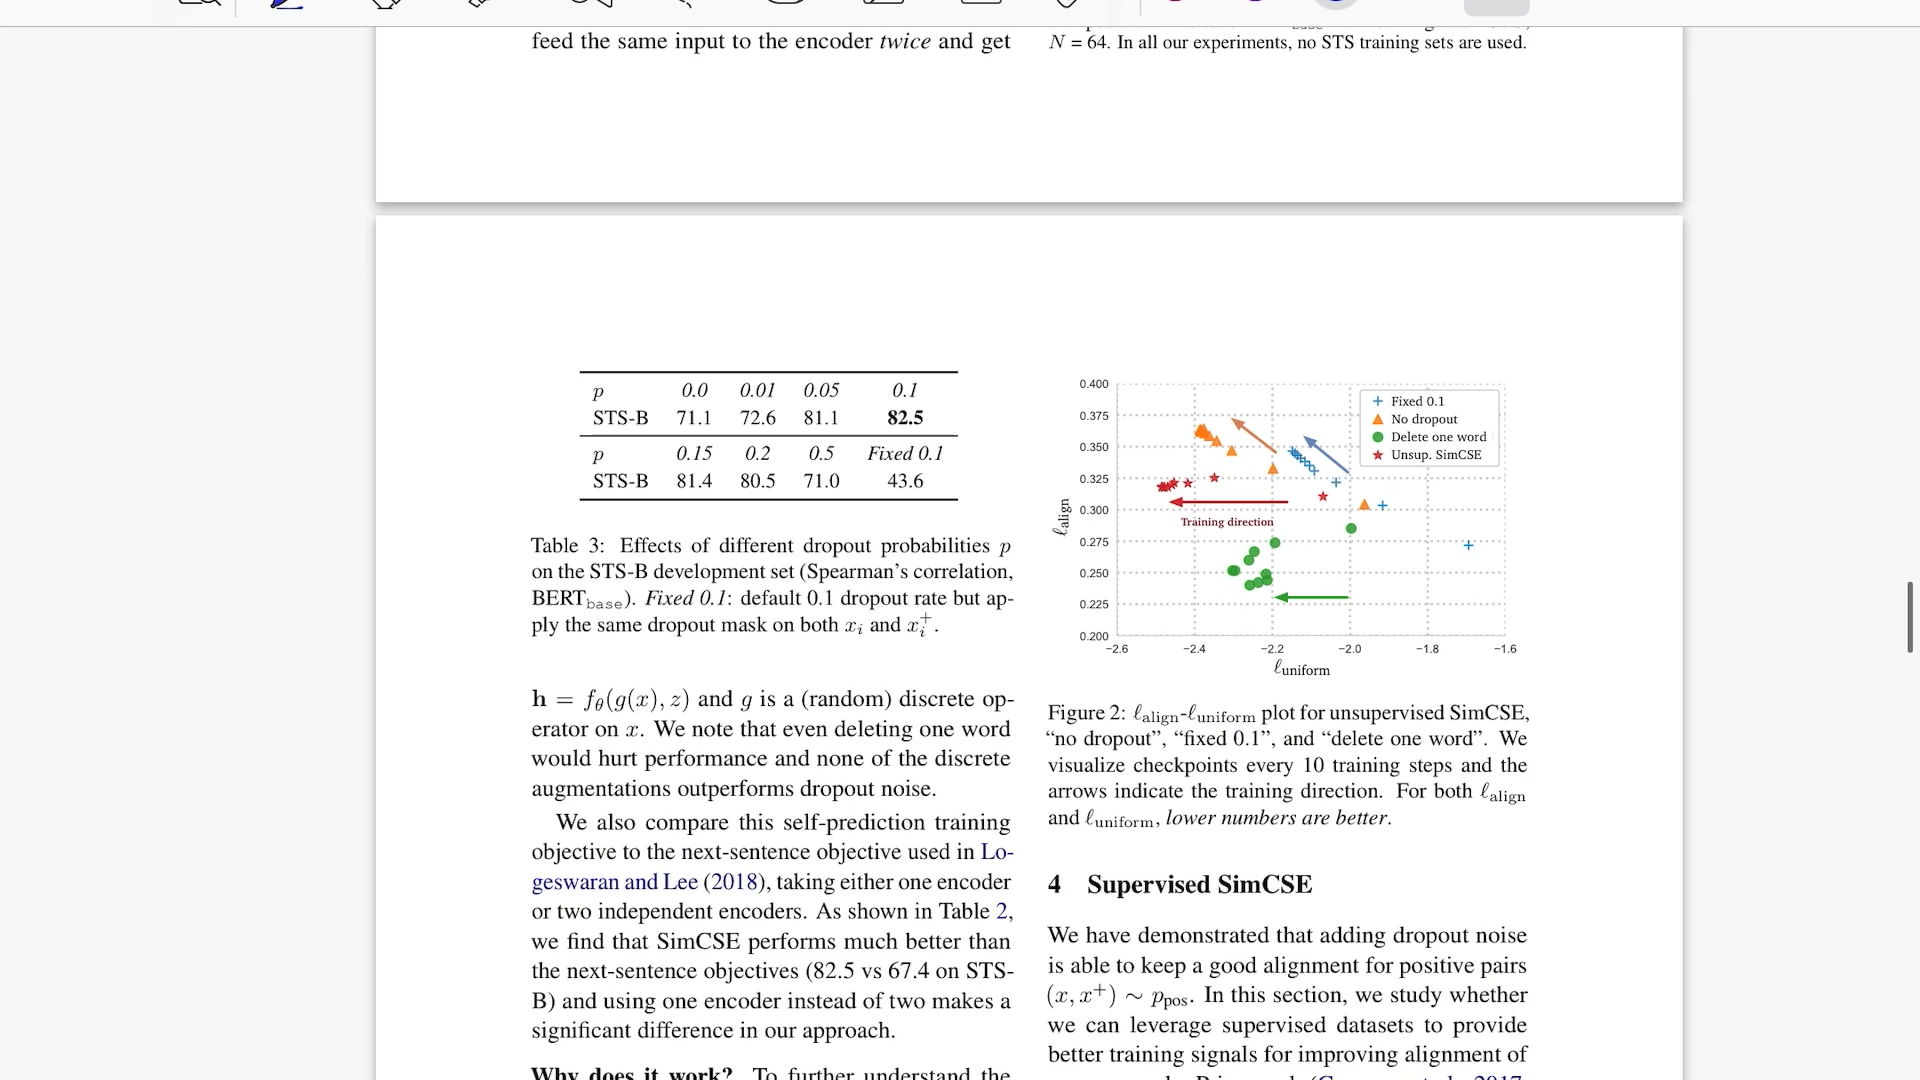 feed the same input to the encoder twice and get
N = 64. In all our experiments, no STS training sets are used.
p 0.0 0.01 0.05 0.1
STS-B 71.1 72.6 81.1 82.5
p 0.15 0.2 0.5 Fixed 0.1
STS-B 81.4 80.5 71.0 43.6
Table 3: Effects of different dropout probabilities p
on the STS-B development set (Spearman's correlation,
BERTbase). Fixed 0.1: default 0.1 dropout rate but ap-
ply the same dropout mask on both xi and xi+.
h = fθ(g(x), z) and g is a (random) discrete op-
erator on x. We note that even deleting one word
would hurt performance and none of the discrete
augmentations outperforms dropout noise.
We also compare this self-prediction training
objective to the next-sentence objective used in Lo-
geswaran and Lee (2018), taking either one encoder
or two independent encoders. As shown in Table 2,
we find that SimCSE performs much better than
the next-sentence objectives (82.5 vs 67.4 on STS-
B) and using one encoder instead of two makes a
significant difference in our approach.
Why does it work? To further understand the
0.400
0.375
0.350
0.325
0.300
0.275
0.250
0.225
0.200
ℓalign
Fixed 0.1
No dropout
Delete one word
Unsup. SimCSE
Training direction
−2.6 −2.4 −2.2 −2.0 −1.8 −1.6
ℓuniform
Figure 2: ℓalign-ℓuniform plot for unsupervised SimCSE,
“no dropout”, “fixed 0.1”, and “delete one word”. We
visualize checkpoints every 10 training steps and the
arrows indicate the training direction. For both ℓalign
and ℓuniform, lower numbers are better.
4 Supervised SimCSE
We have demonstrated that adding dropout noise
is able to keep a good alignment for positive pairs
(x, x+) ∼ ppos. In this section, we study whether
we can leverage supervised datasets to provide
better training signals for improving alignment of